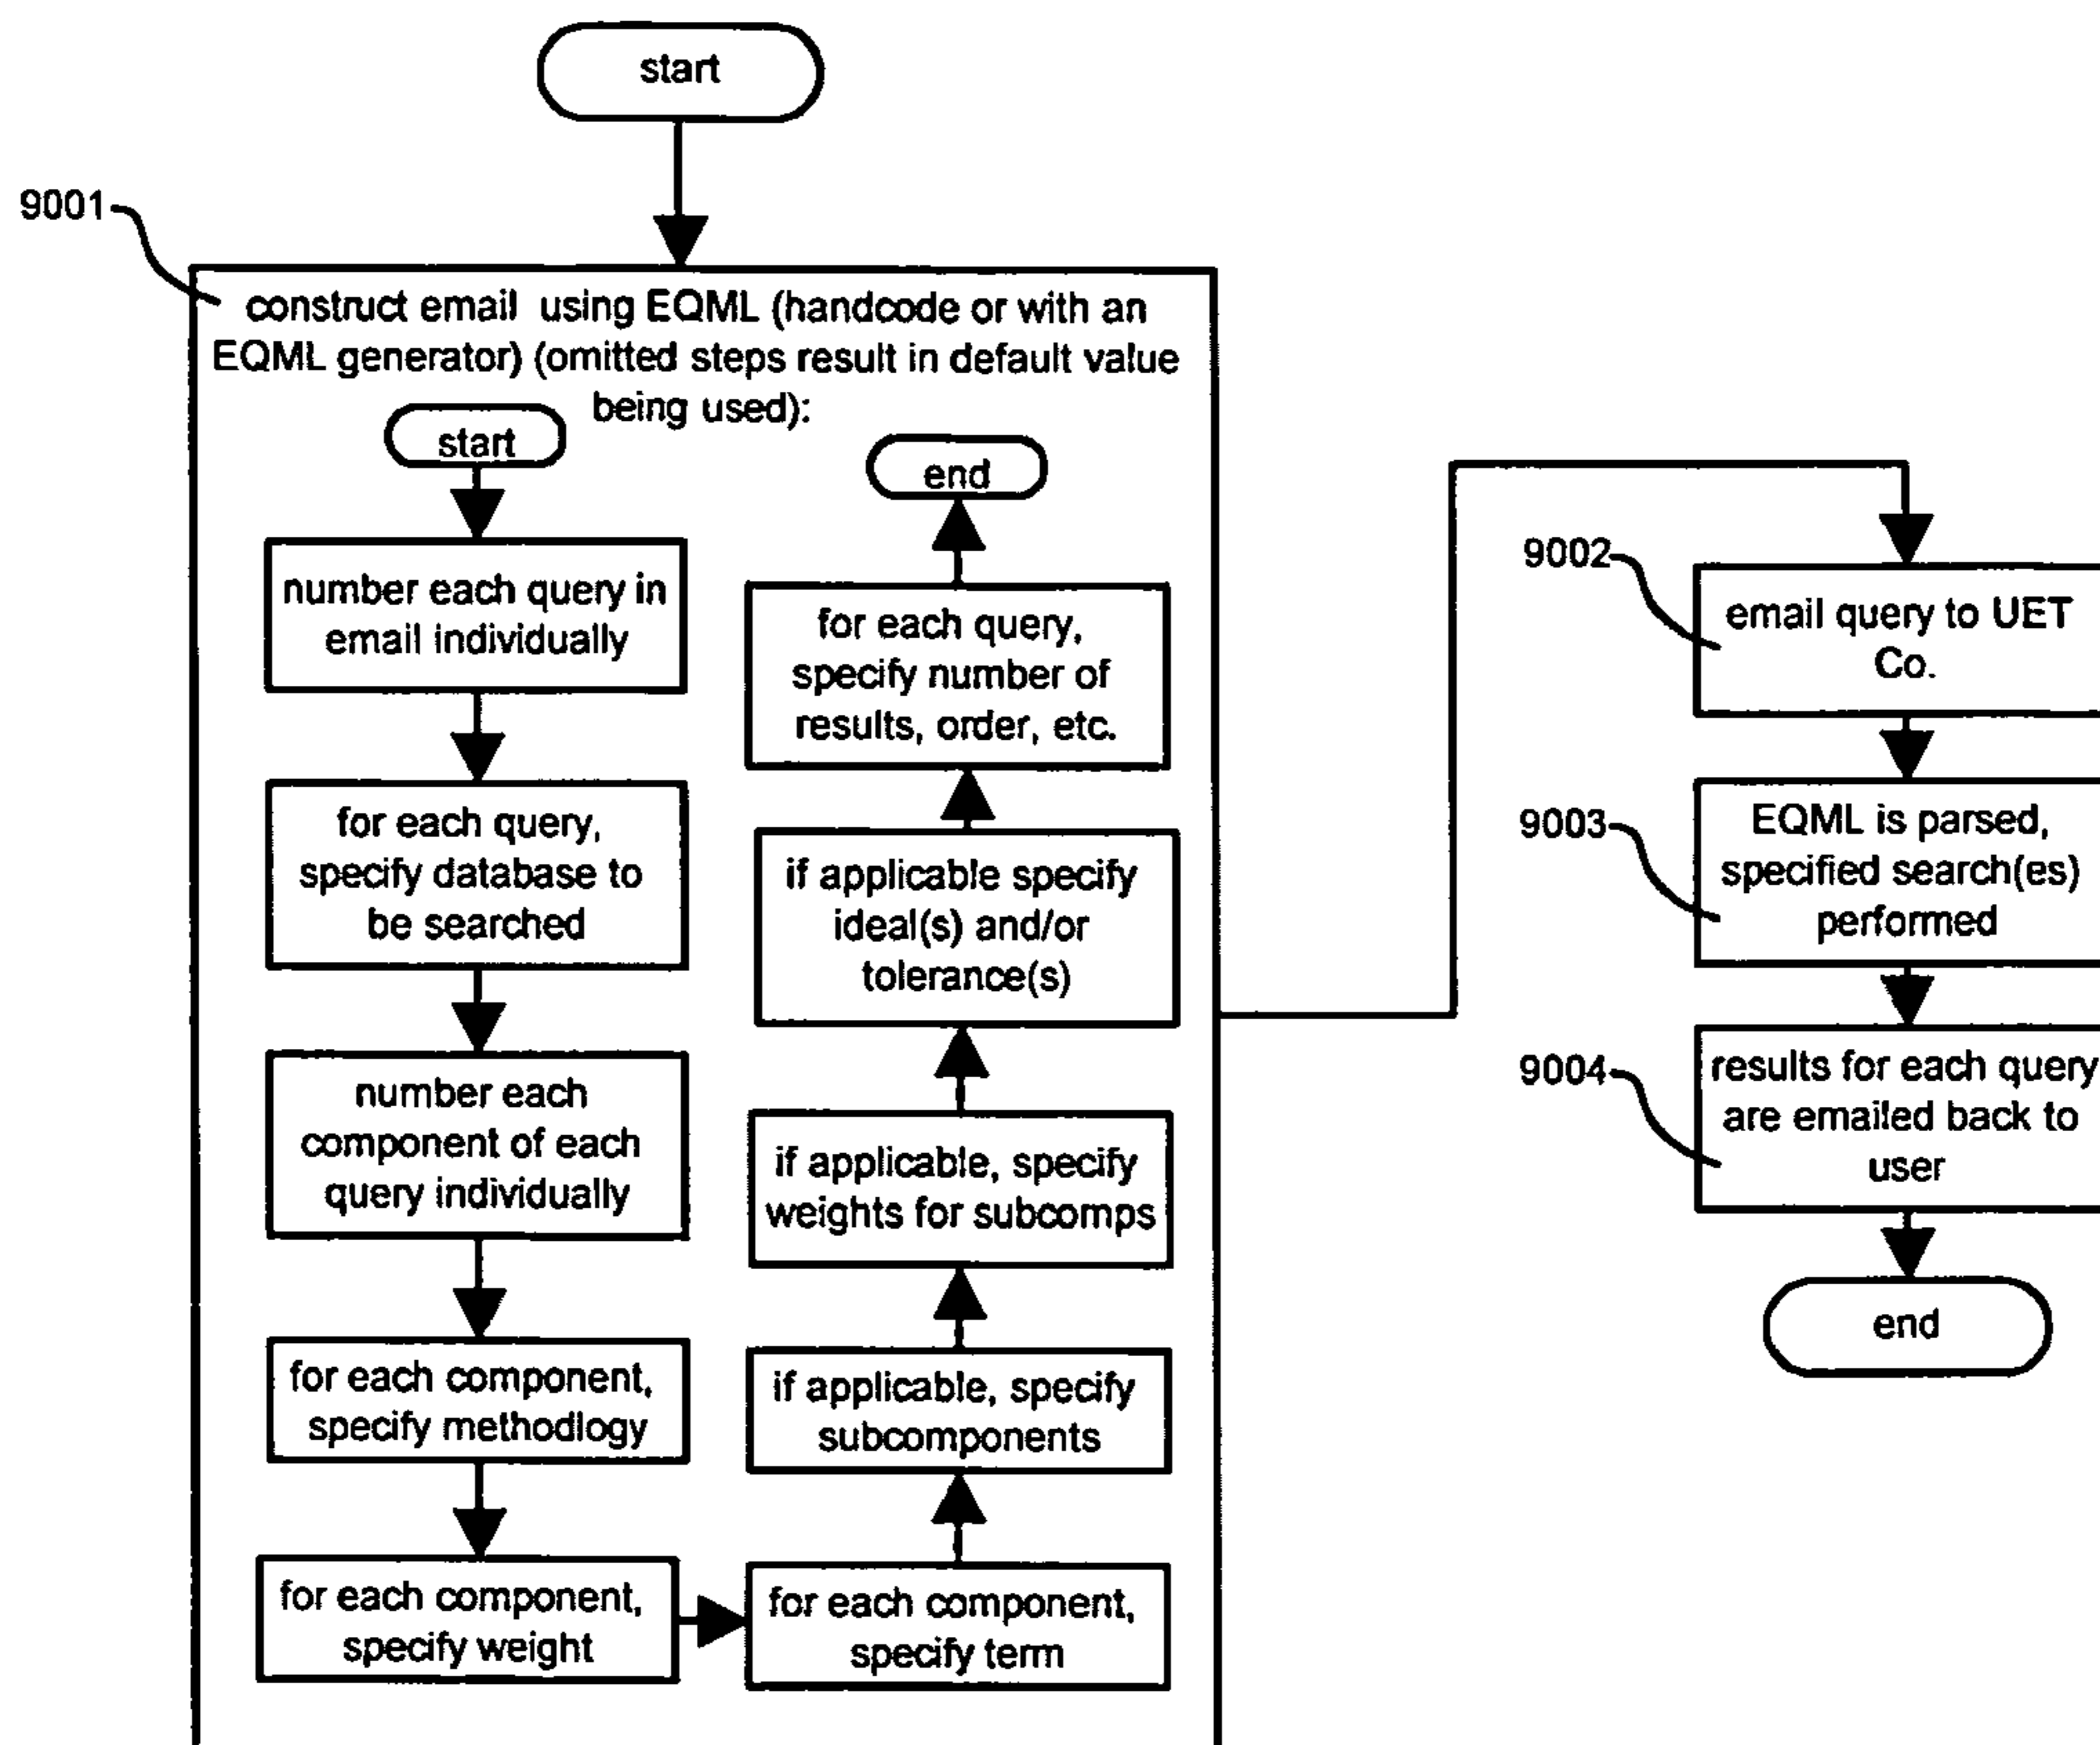 start
9001
construct email using EQML (handcode or with an
EQML generator) (omitted steps result in default value
being used):
start
number each query in
email individually
for each query,
specify database to
be searched
number each
component of each
query individually
for each component,
specify methodlogy
for each component,
specify weight
for each component,
specify term
if applicable, specify
subcomponents
if applicable, specify
weights for subcomps
if applicable specify
ideal(s) and/or
tolerance(s)
for each query,
specify number of
results, order, etc.
end
9002
email query to UET
Co.
9003
EQML is parsed,
specified search(es)
performed
9004
results for each query
are emailed back to
user
end